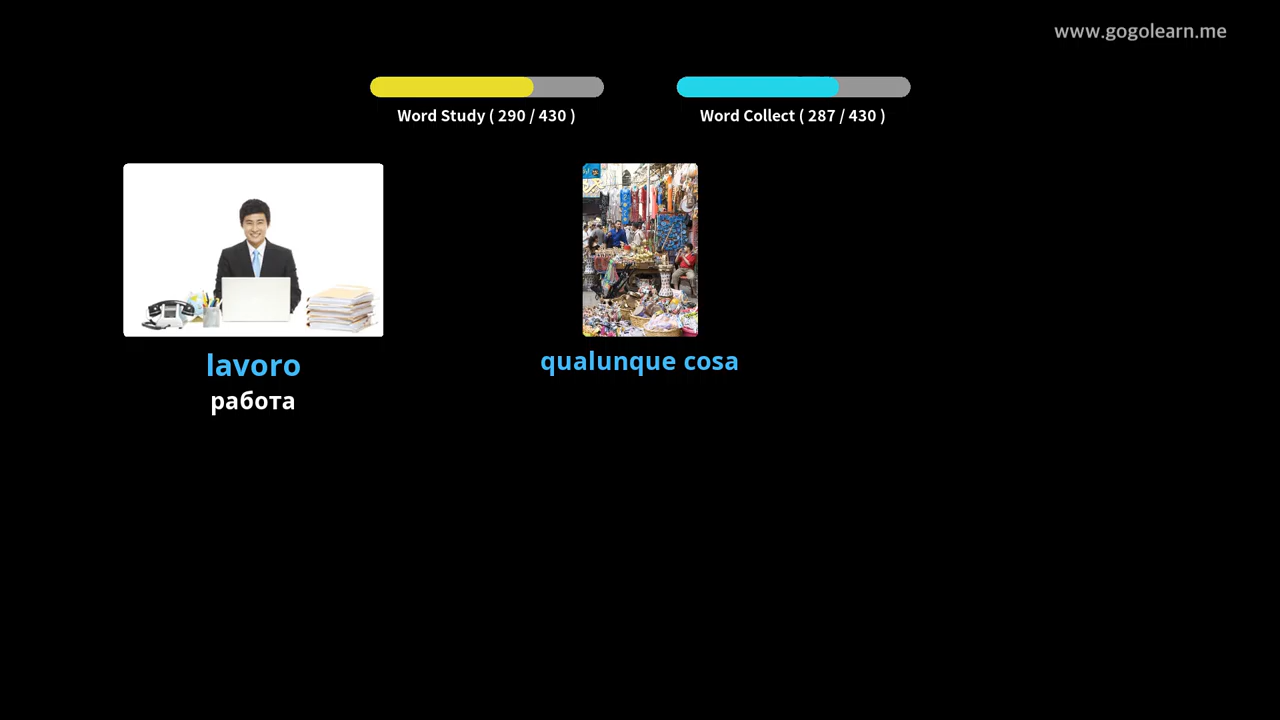 www.gogolearn.me
Word Study ( 290 / 430 )
Word Collect ( 287 / 430 )
lavoro
работа
qualunque cosa